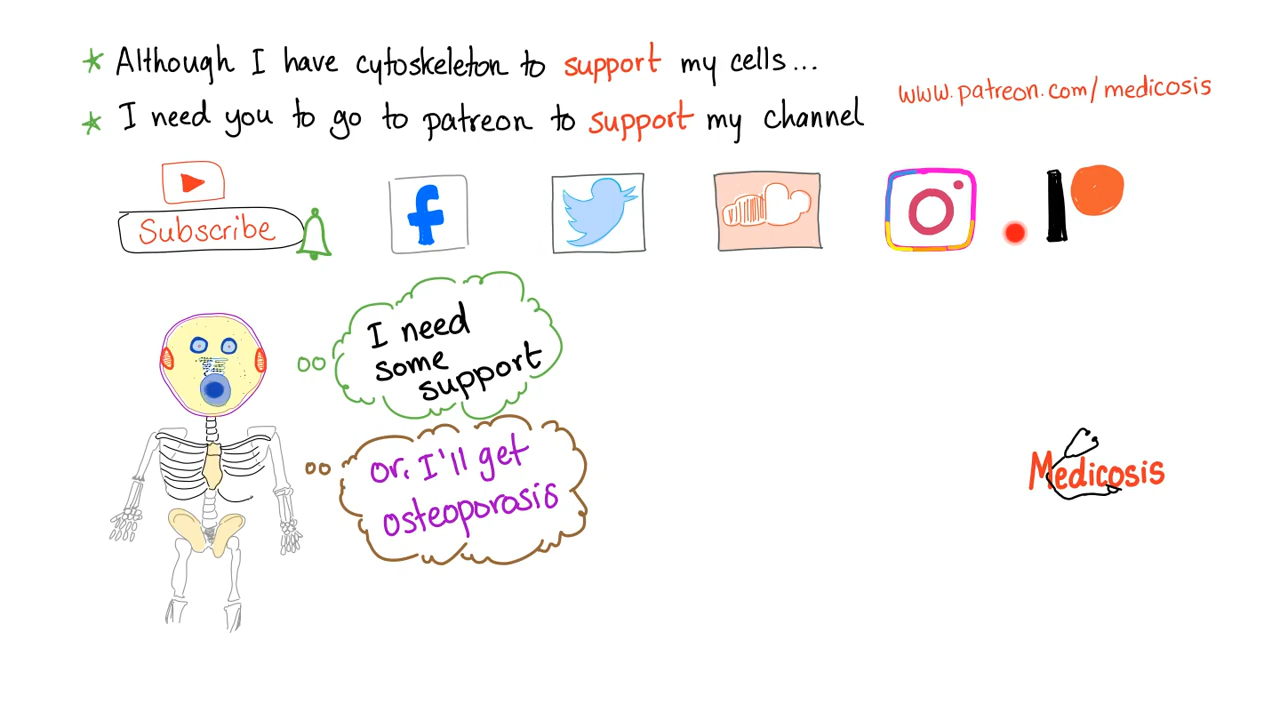 * Although I have cytoskeleton to support my cells...
* I need you to go to patreon to support my channel
www.patreon.com/medicosis
Subscribe
I need
some
support
or, I'll get
osteoporosis
Medicosis